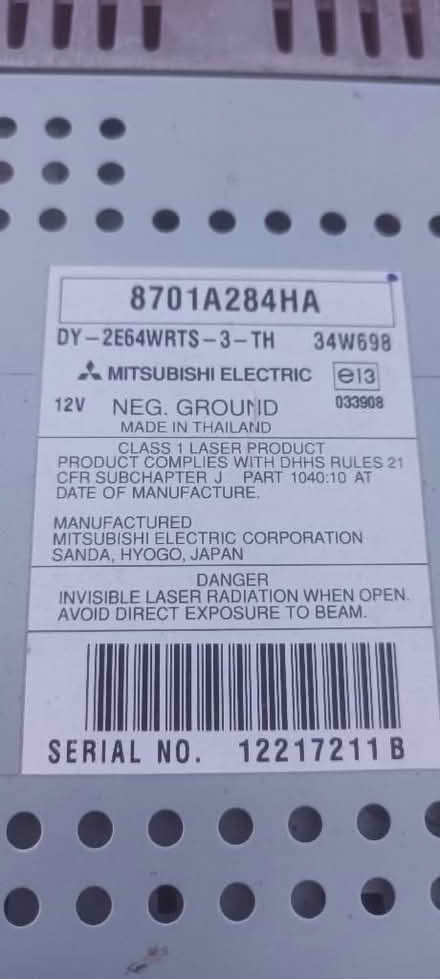 8701A284HA
DY-2E64WRTS-3-TH 34W698
MITSUBISHI ELECTRIC e13
12V NEG. GROUND 033908
MADE IN THAILAND
CLASS 1 LASER PRODUCT
PRODUCT COMPLIES WITH DHHS RULES 21
CFR SUBCHAPTER J PART 1040:10 AT
DATE OF MANUFACTURE.
MANUFACTURED
MITSUBISHI ELECTRIC CORPORATION
SANDA, HYOGO, JAPAN
DANGER
INVISIBLE LASER RADIATION WHEN OPEN.
AVOID DIRECT EXPOSURE TO BEAM.
SERIAL NO. 12217211B